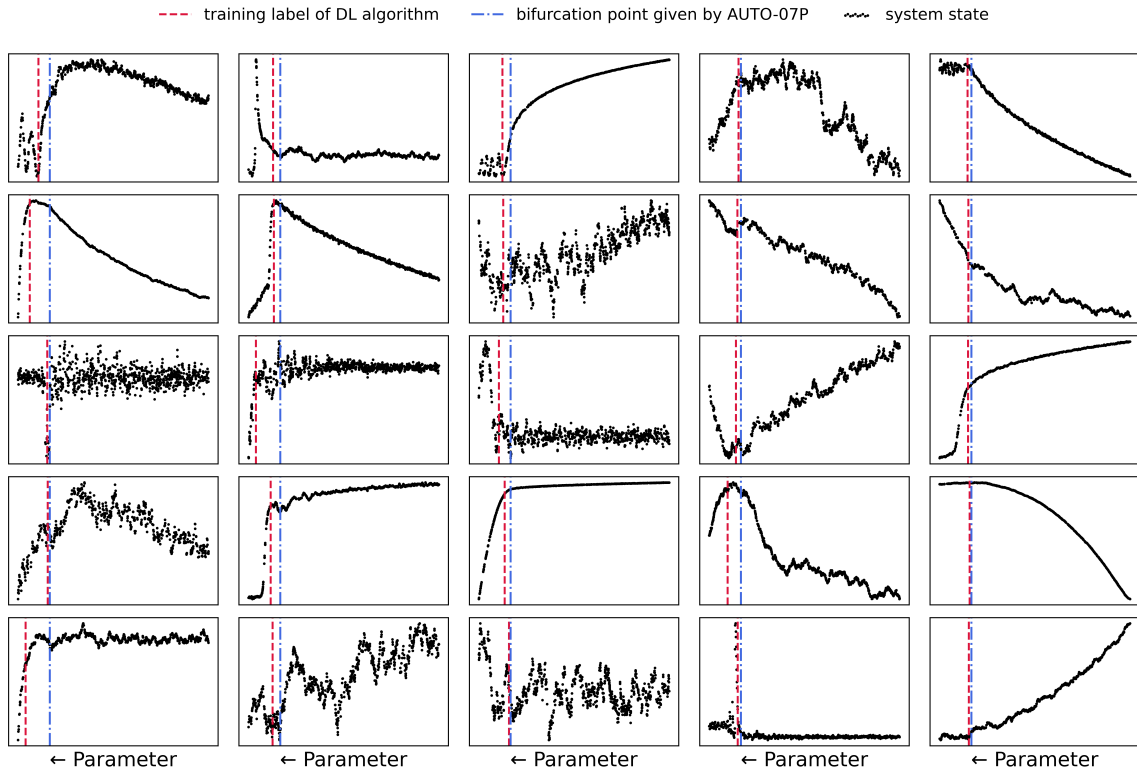 training label of DL algorithm bifurcation point given by AUTO-07P system state
← Parameter ← Parameter ← Parameter ← Parameter ← Parameter